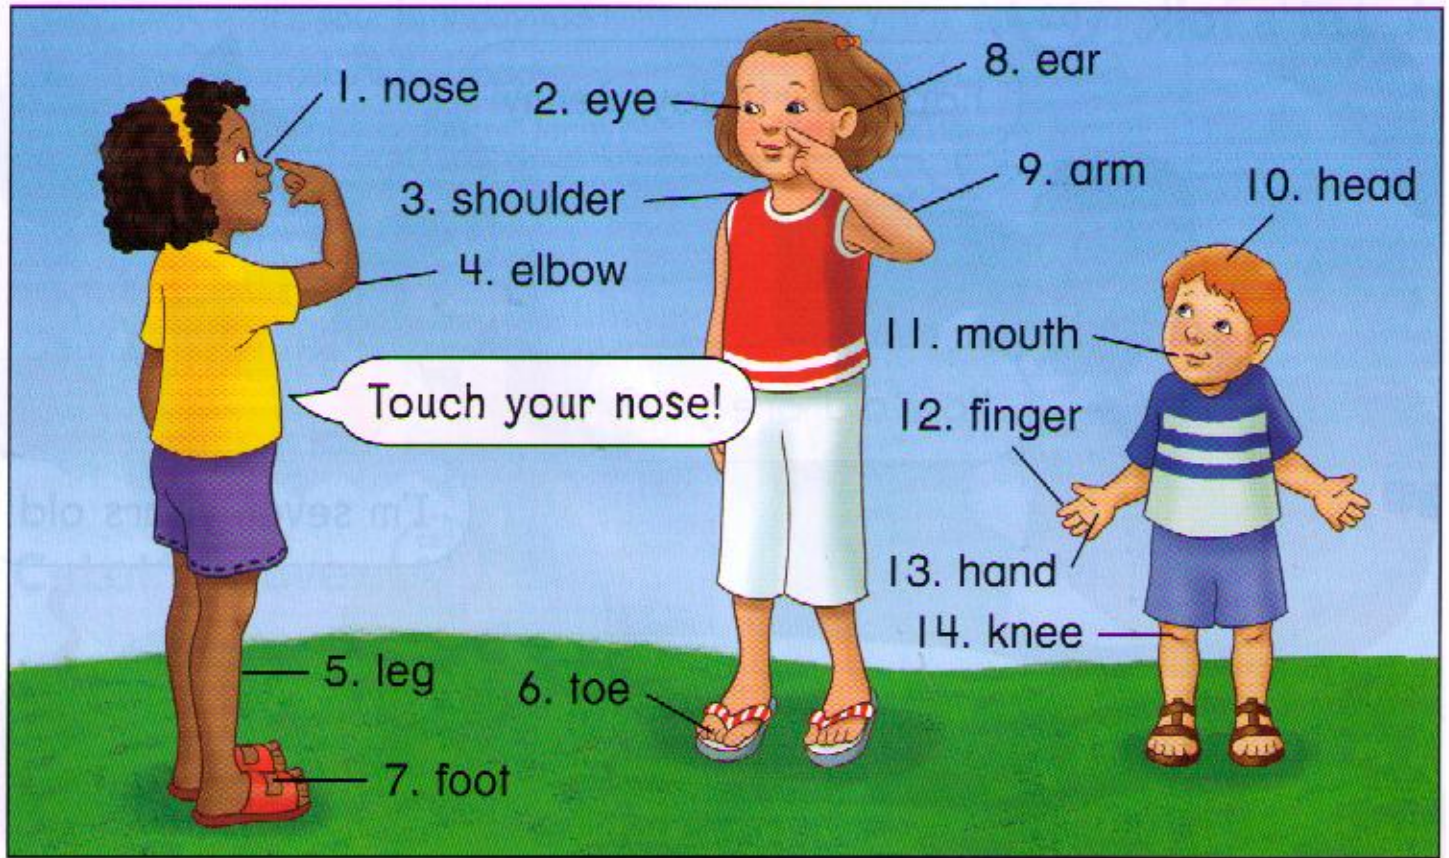 1. nose
2. eye
3. shoulder
4. elbow
Touch your nose!
5. leg
6. toe
7. foot
8. ear
9. arm
10. head
11. mouth
12. finger
13. hand
14. knee